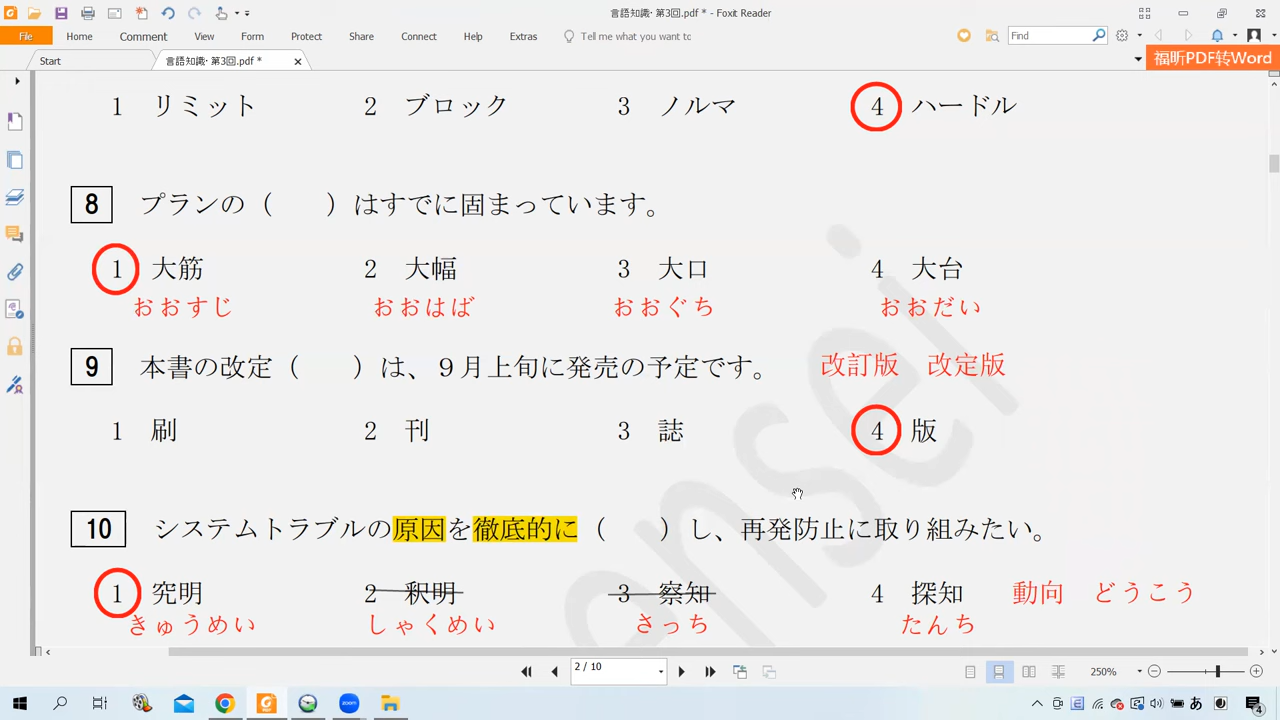 言語知識· 第3回.pdf * - Foxit Reader
File Home Comment View Form Protect Share Connect Help Extras Tell me what you want to Find
Start 言語知識· 第3回.pdf * 福昕PDF转Word
1 リミット 2 ブロック 3 ノルマ 4 ハードル
8 プランの（　　）はすでに固まっています。
1 大筋 2 大幅 3 大口 4 大台
おおすじ おおはば おおぐち おおだい
9 本書の改定（　　）は、９月上旬に発売の予定です。 改訂版 改定版
1 刷 2 刊 3 誌 4 版
10 システムトラブルの原因を徹底的に（　　）し、再発防止に取り組みたい。
1 究明 2 釈明 3 察知 4 探知 動向 どうこう
きゅうめい しゃくめい さっち たんち
ensei
2 / 10 250%
zoom あ 4